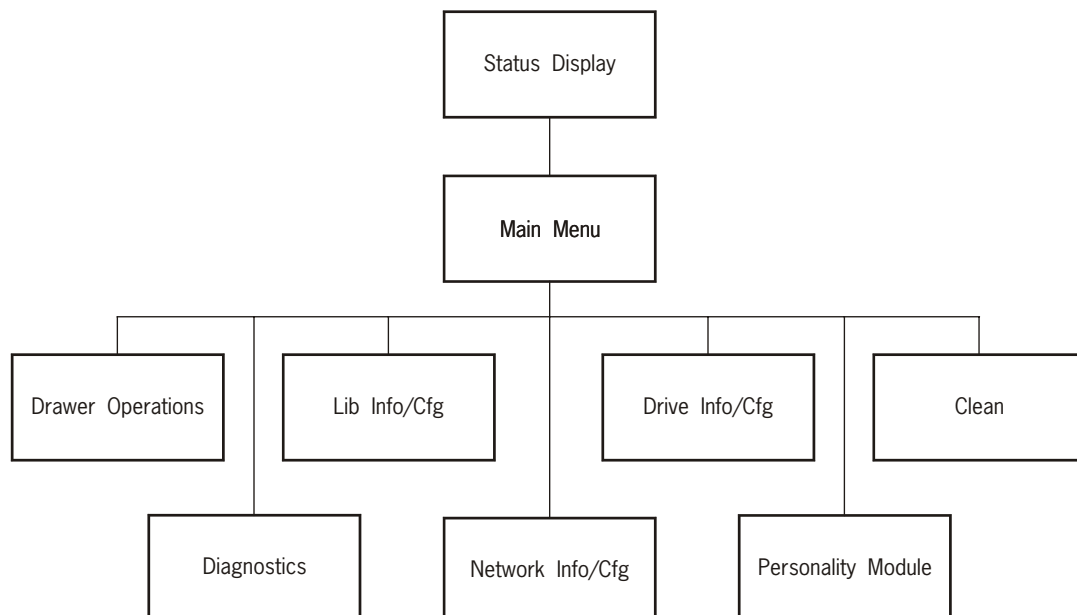 Status Display
Main Menu
Drawer Operations
Lib Info/Cfg
Drive Info/Cfg
Clean
Diagnostics
Network Info/Cfg
Personality Module